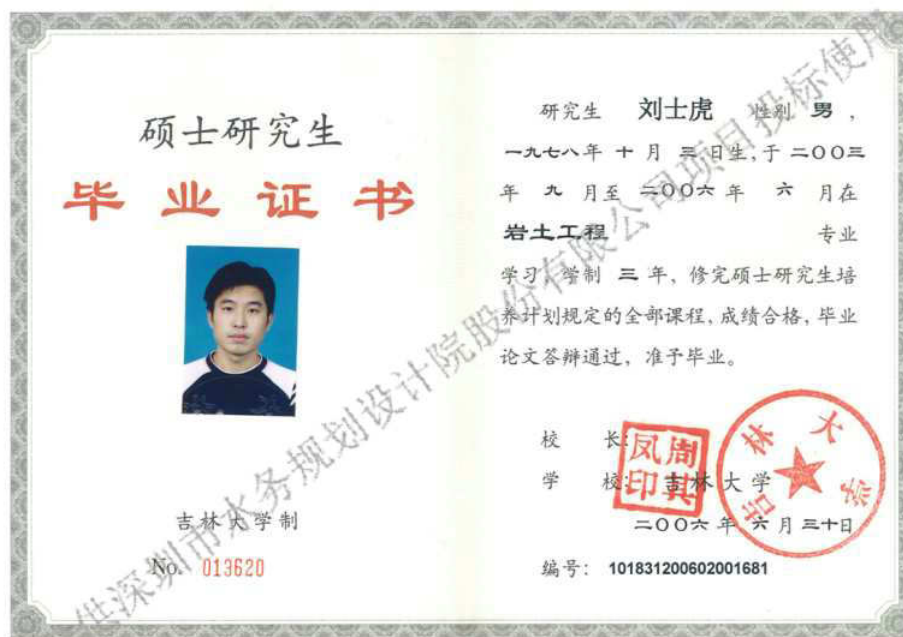 硕士研究生
毕业证书
吉林大学制
No. 013620
研究生 刘士虎 性别 男，
一九七八年 十 月 三 日生,于 二OO三
年 九 月至 二OO六 年 六 月在
岩土工程 专业
学习，学制 三 年，修完硕士研究生培
养计划规定的全部课程，成绩合格，毕业
论文答辩通过，准予毕业。
校 长:
周其凤印
学 校: 吉林大学
吉林大学
二OO六 年 六 月 三十日
编号： 101831200602001681
供深圳市水务规划设计院股份有限公司项目投标使用